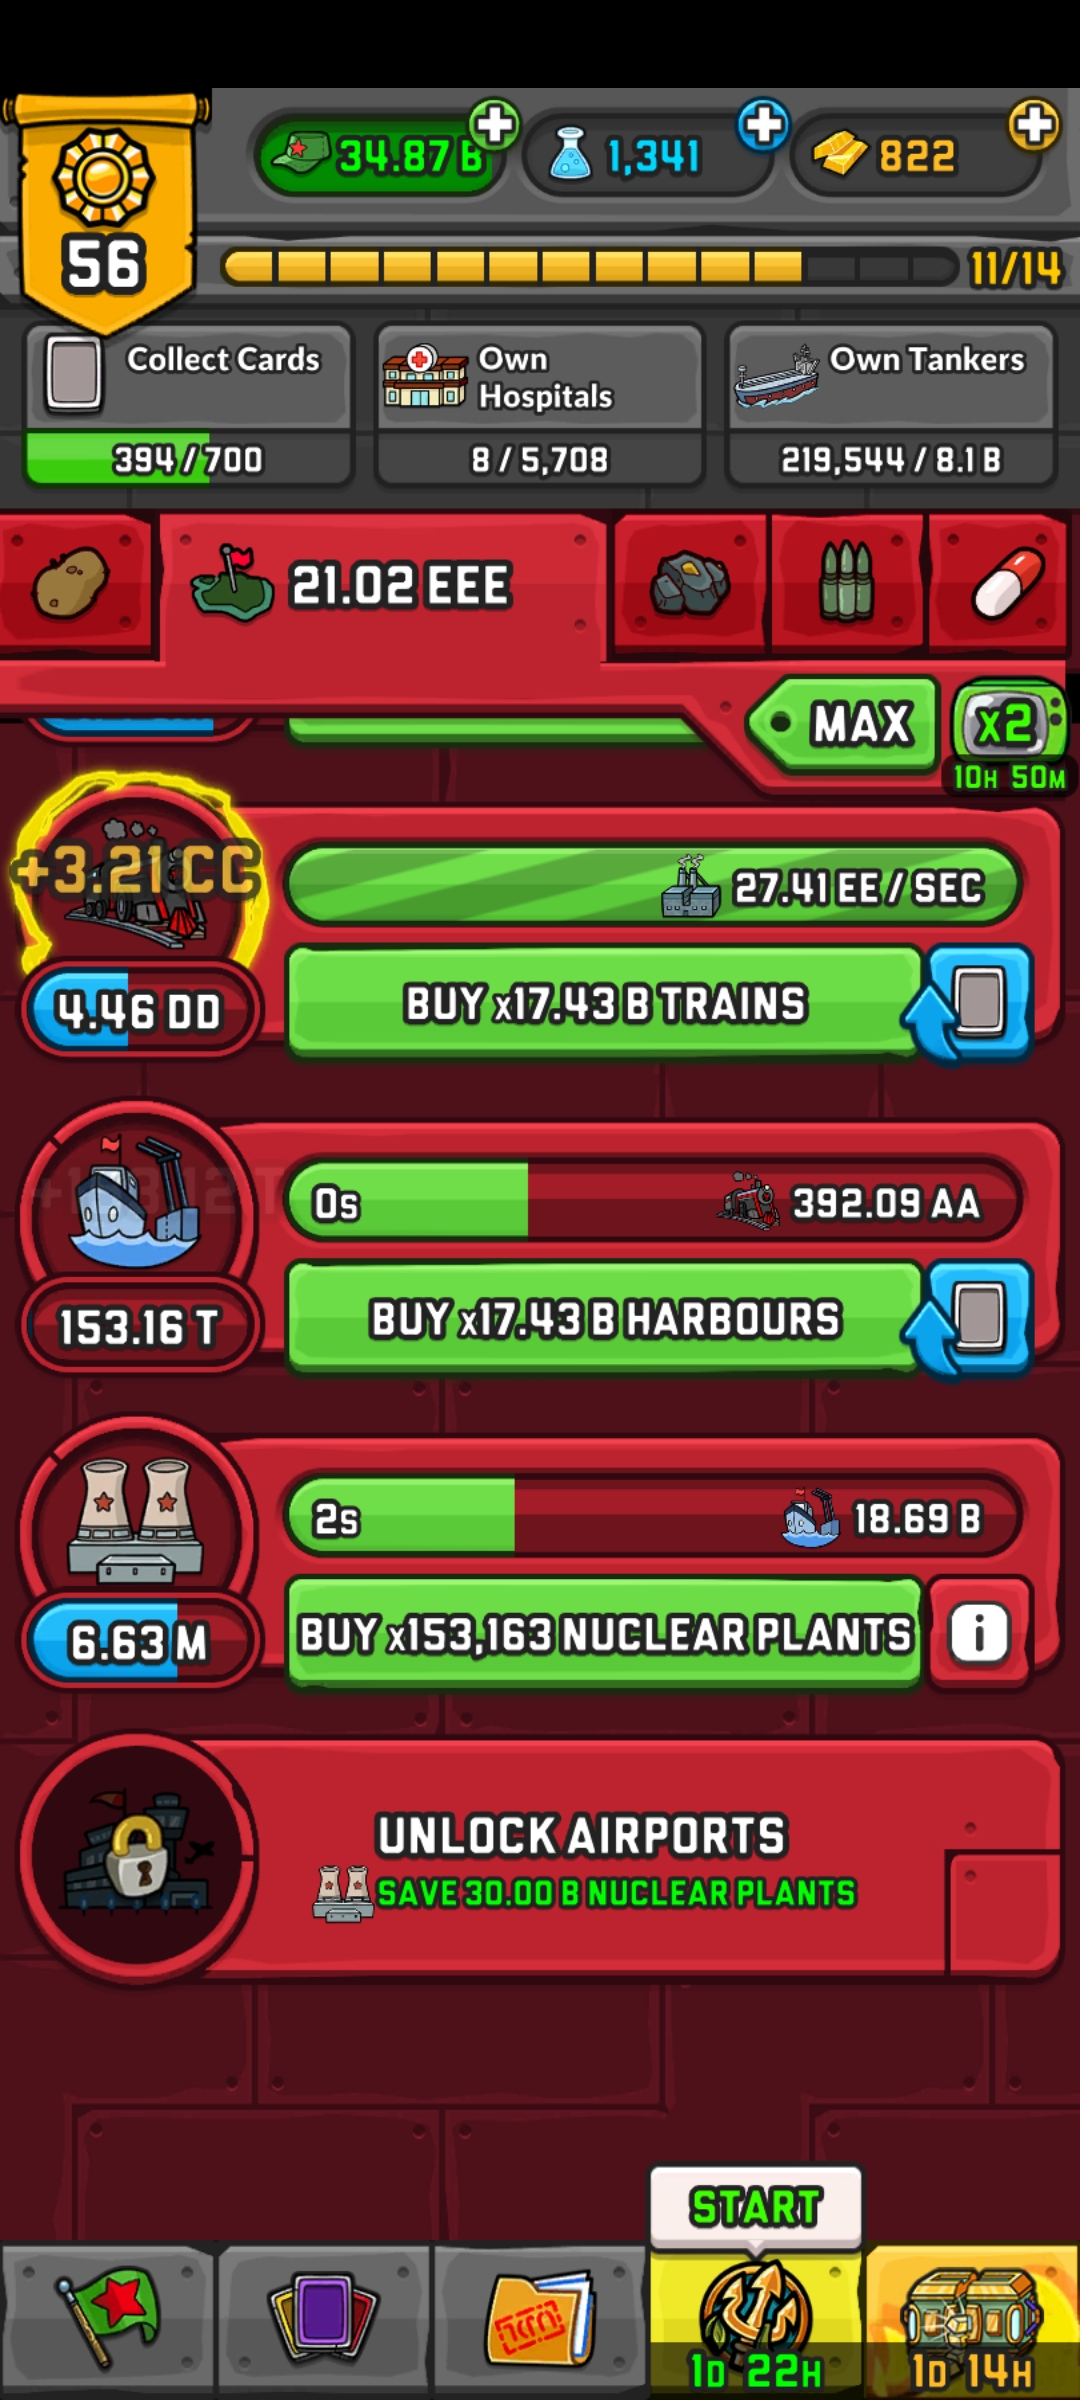 34.87 B
1,341
822
56
11/14
Collect Cards
394/700
Own
Hospitals
8/5,708
Own Tankers
219,544/8.1 B
21.02 EEE
MAX
x2
10H 50M
+3.21 CC
27.41 EE/SEC
4.46 DD
BUY x17.43 B TRAINS
0s
392.09 AA
153.16 T
BUY x17.43 B HARBOURS
2s
18.69 B
6.63 M
BUY x153,163 NUCLEAR PLANTS
i
UNLOCK AIRPORTS
SAVE 30.00 B NUCLEAR PLANTS
START
1D 22H
1D 14H